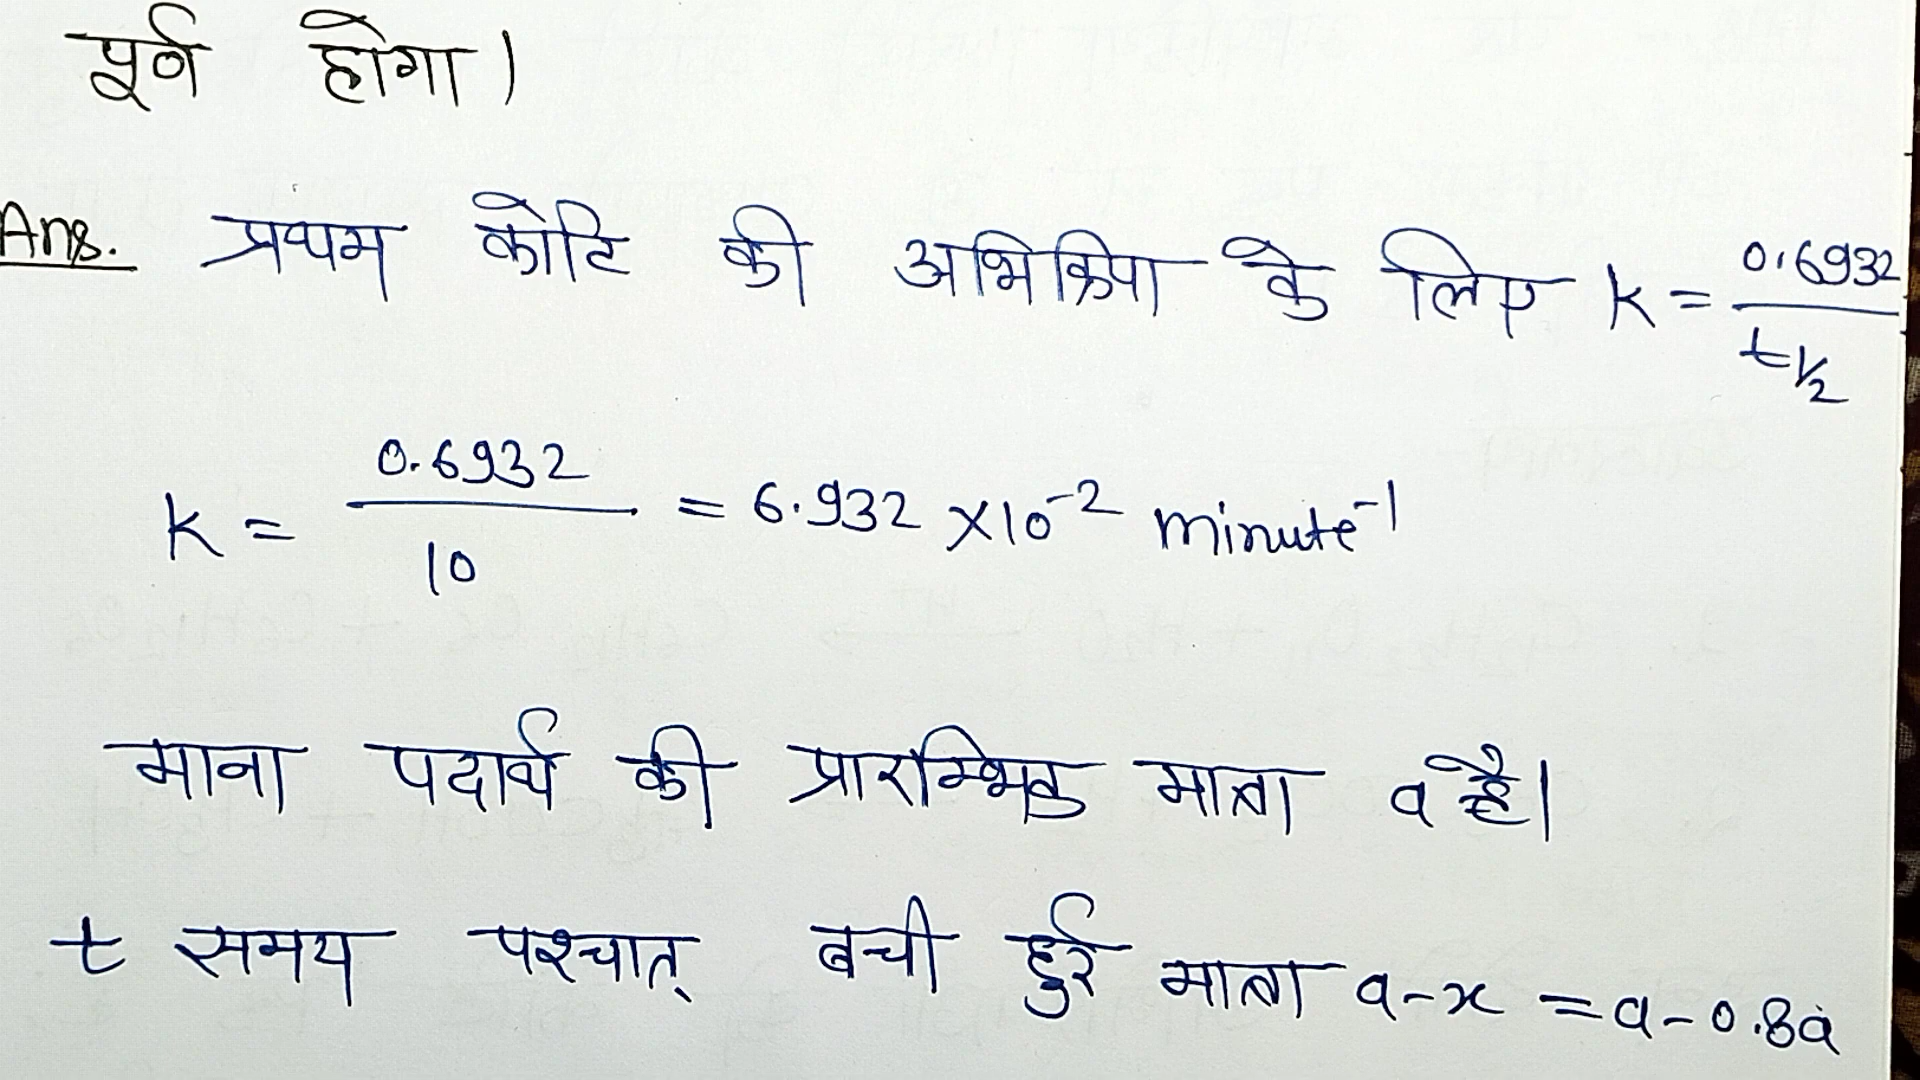 पूर्ण होगा।
Ans. प्रथम कोटि की अभिक्रिया के लिए K = 0.6932 / t1/2
K = 0.6932 / 10 = 6.932 ×10⁻² minute⁻¹
माना पदार्थ की प्रारम्भिक मात्रा a है।
t समय पश्चात् बची हुई मात्रा a-x = a-0.8a